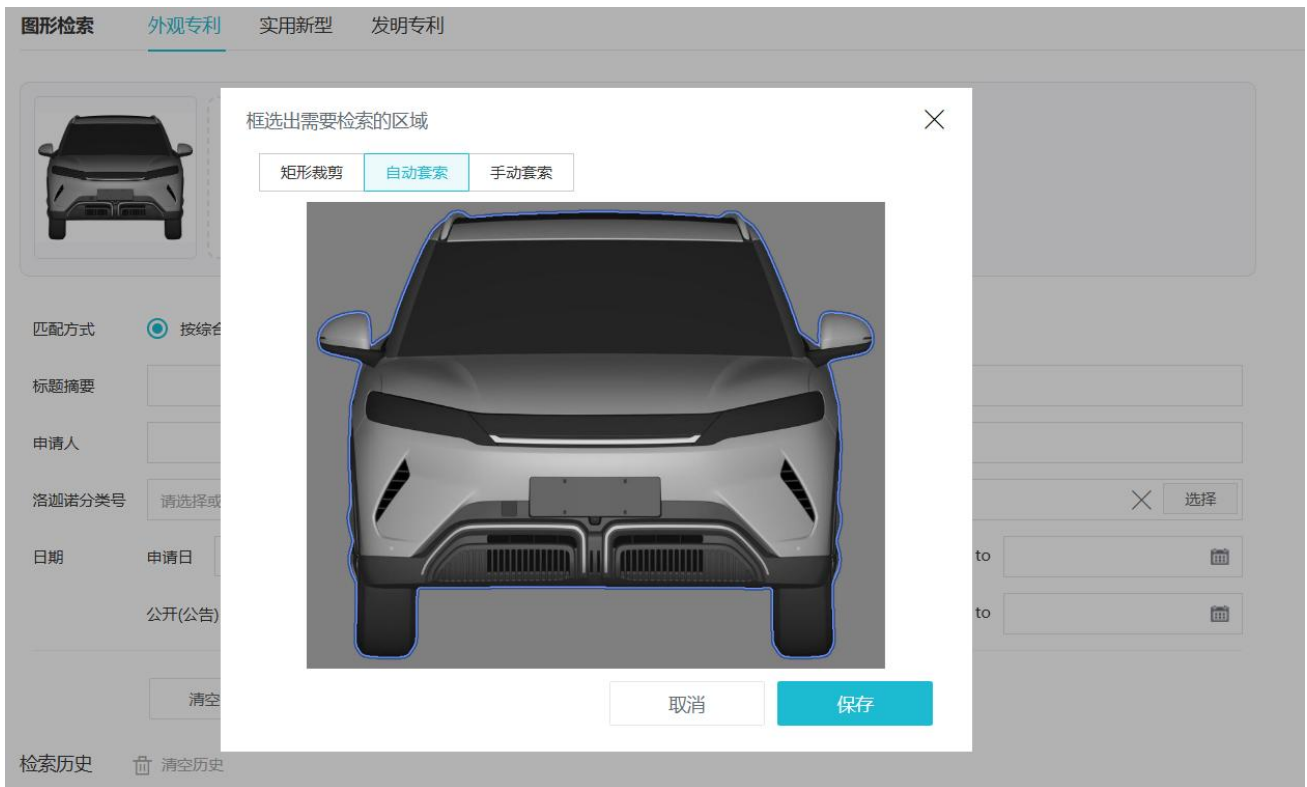 图形检索 外观专利 实用新型 发明专利
框选出需要检索的区域
矩形裁剪 自动套索 手动套索
匹配方式 按综合
标题摘要
申请人
洛迦诺分类号 请选择或 选择
日期 申请日 to
公开(公告) to
取消 保存
清空
检索历史 清空历史